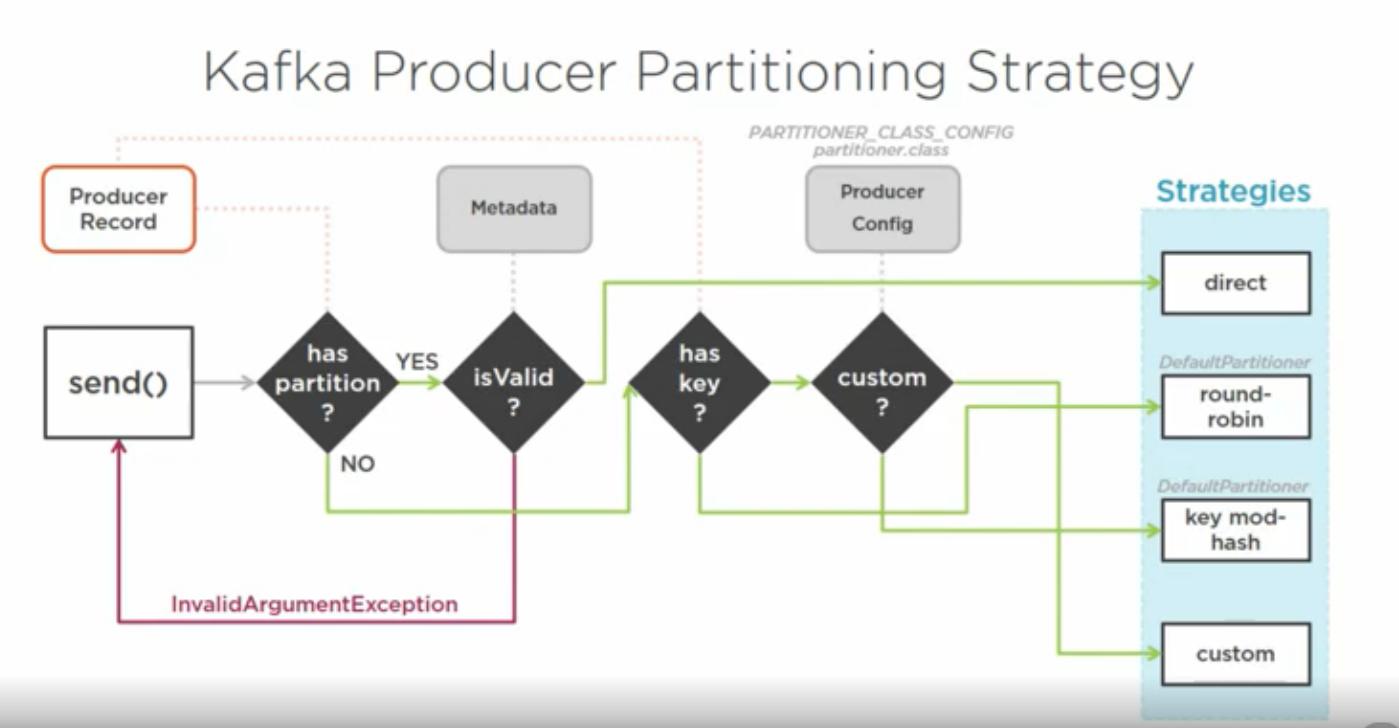 Kafka Producer Partitioning Strategy
PARTITIONER_CLASS_CONFIG
partitioner.class
Producer
Record
Metadata
Producer
Config
Strategies
direct
send()
has
partition
?
YES
NO
isValid
?
has
key
?
custom
?
DefaultPartitioner
round-
robin
DefaultPartitioner
key mod-
hash
InvalidArgumentException
custom